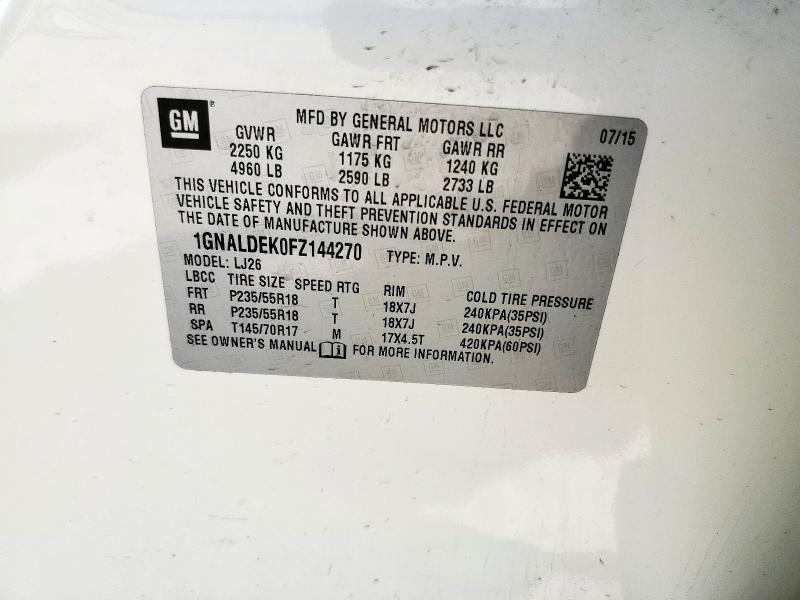 GM®
MFD BY GENERAL MOTORS LLC 07/15
GVWR GAWR FRT GAWR RR
2250 KG 1175 KG 1240 KG
4960 LB 2590 LB 2733 LB
THIS VEHICLE CONFORMS TO ALL APPLICABLE U.S. FEDERAL MOTOR
VEHICLE SAFETY AND THEFT PREVENTION STANDARDS IN EFFECT ON
THE DATE OF MANUFACTURE SHOWN ABOVE.
1GNALDEK0FZ144270 TYPE: M.P.V.
MODEL: LJ26
LBCC TIRE SIZE SPEED RTG RIM COLD TIRE PRESSURE
FRT P235/55R18 T 18X7J 240KPA(35PSI)
RR P235/55R18 T 18X7J 240KPA(35PSI)
SPA T145/70R17 M 17X4.5T 420KPA(60PSI)
SEE OWNER'S MANUAL FOR MORE INFORMATION.